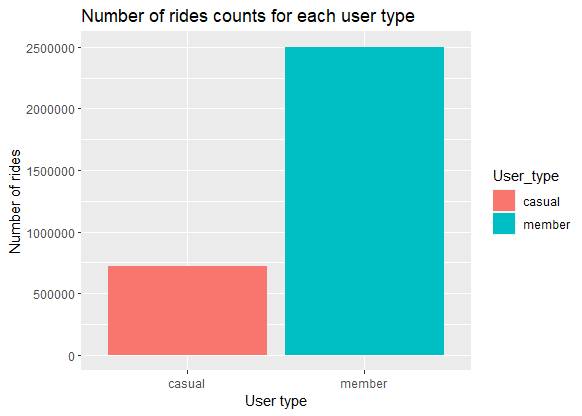 Number of rides counts for each user type
Number of rides
2500000
2000000
1500000
1000000
500000
0
casual
member
User type
User_type
casual
member